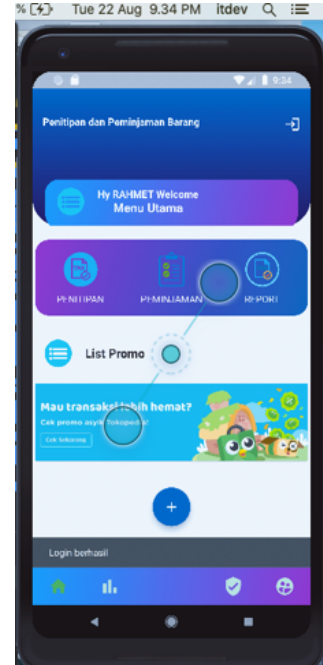 % Tue 22 Aug 9.34 PM itdev
9:34
Penitipan dan Peminjaman Barang
Hy RAHMET Welcome
Menu Utama
PENITIPAN PEMINJAMAN REPORT
List Promo
Mau transaksi lebih hemat?
Cek promo asyik Tokopedia!
Cek Sekarang
+
Login berhasil